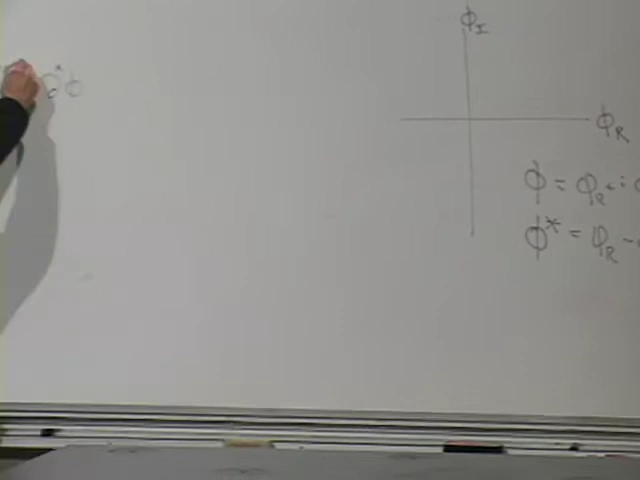 ϕ_I
ϕ_R
ϕ = ϕ_R + i
ϕ* = ϕ_R -